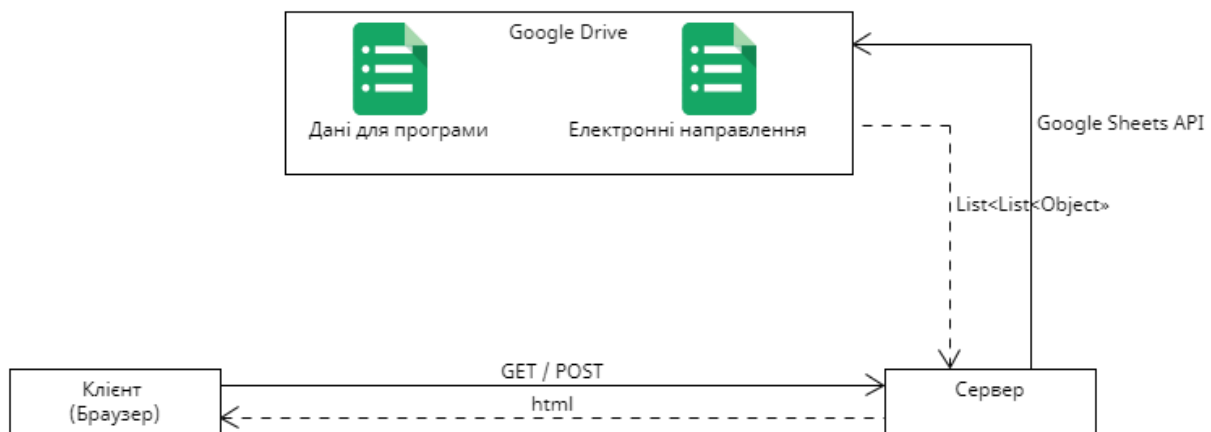 Google Drive
Дані для програми
Електронні направлення
Google Sheets API
List<List<Object»
GET / POST
html
Клієнт
(Браузер)
Сервер